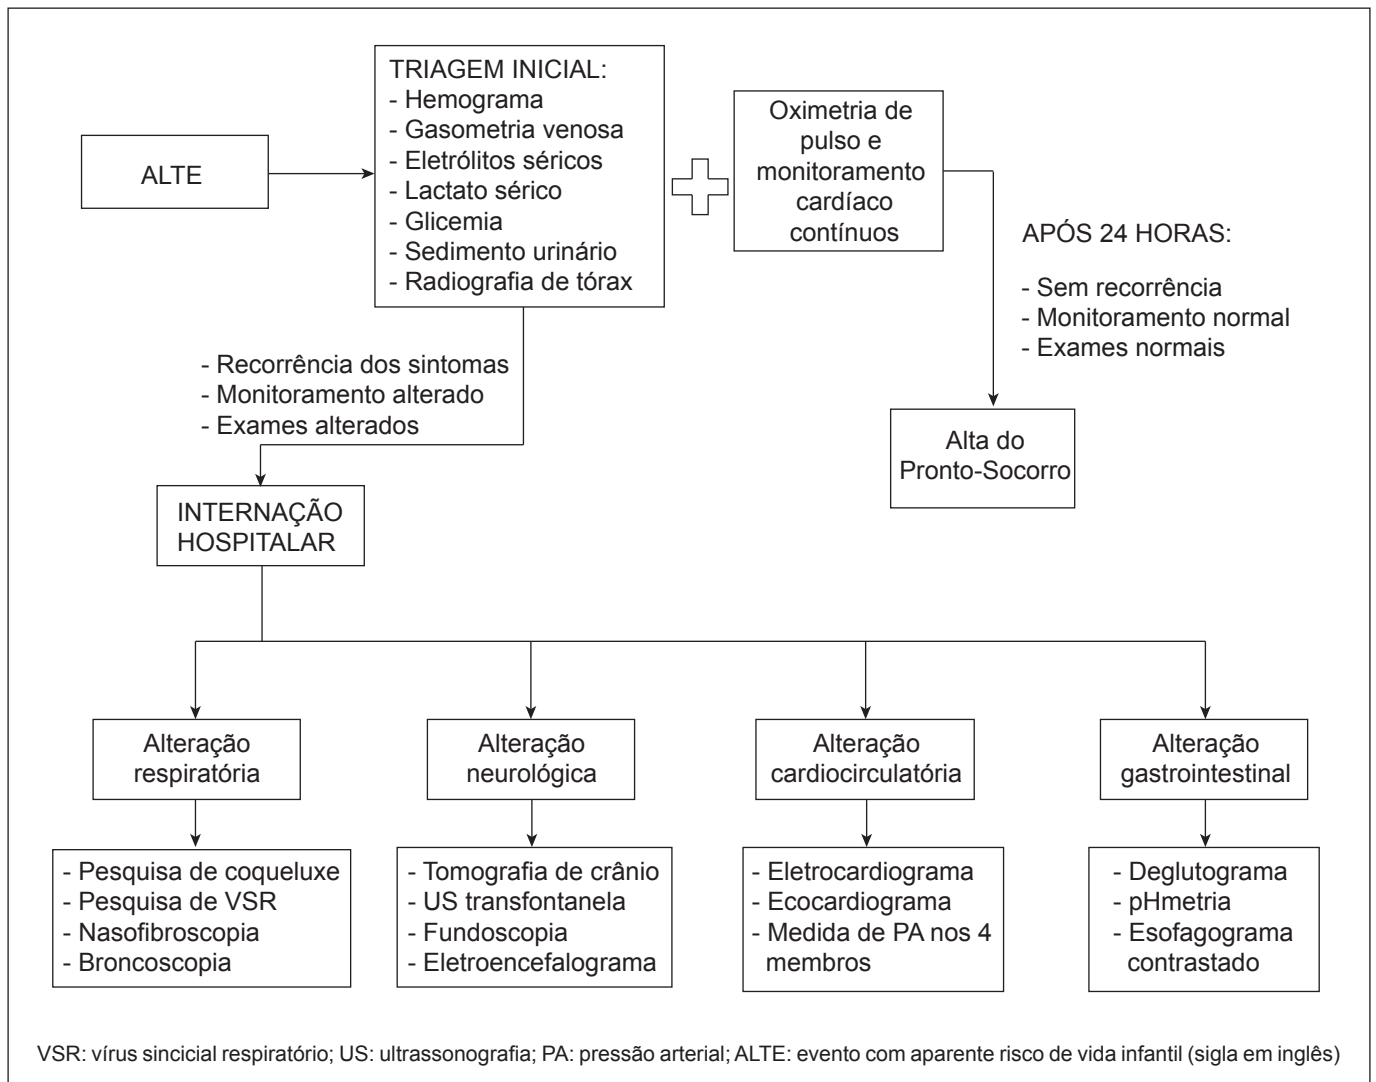 ALTE
TRIAGEM INICIAL:
- Hemograma
- Gasometria venosa
- Eletrólitos séricos
- Lactato sérico
- Glicemia
- Sedimento urinário
- Radiografia de tórax
Oximetria de
pulso e
monitoramento
cardíaco
contínuos
APÓS 24 HORAS:
- Sem recorrência
- Monitoramento normal
- Exames normais
- Recorrência dos sintomas
- Monitoramento alterado
- Exames alterados
Alta do
Pronto-Socorro
INTERNAÇÃO
HOSPITALAR
Alteração
respiratória
Alteração
neurológica
Alteração
cardiocirculatória
Alteração
gastrointestinal
- Pesquisa de coqueluxe
- Pesquisa de VSR
- Nasofibroscopia
- Broncoscopia
- Tomografia de crânio
- US transfontanela
- Fundoscopia
- Eletroencefalograma
- Eletrocardiograma
- Ecocardiograma
- Medida de PA nos 4
membros
- Deglutograma
- pHmetria
- Esofagograma
contrastado
VSR: vírus sincicial respiratório; US: ultrassonografia; PA: pressão arterial; ALTE: evento com aparente risco de vida infantil (sigla em inglês)